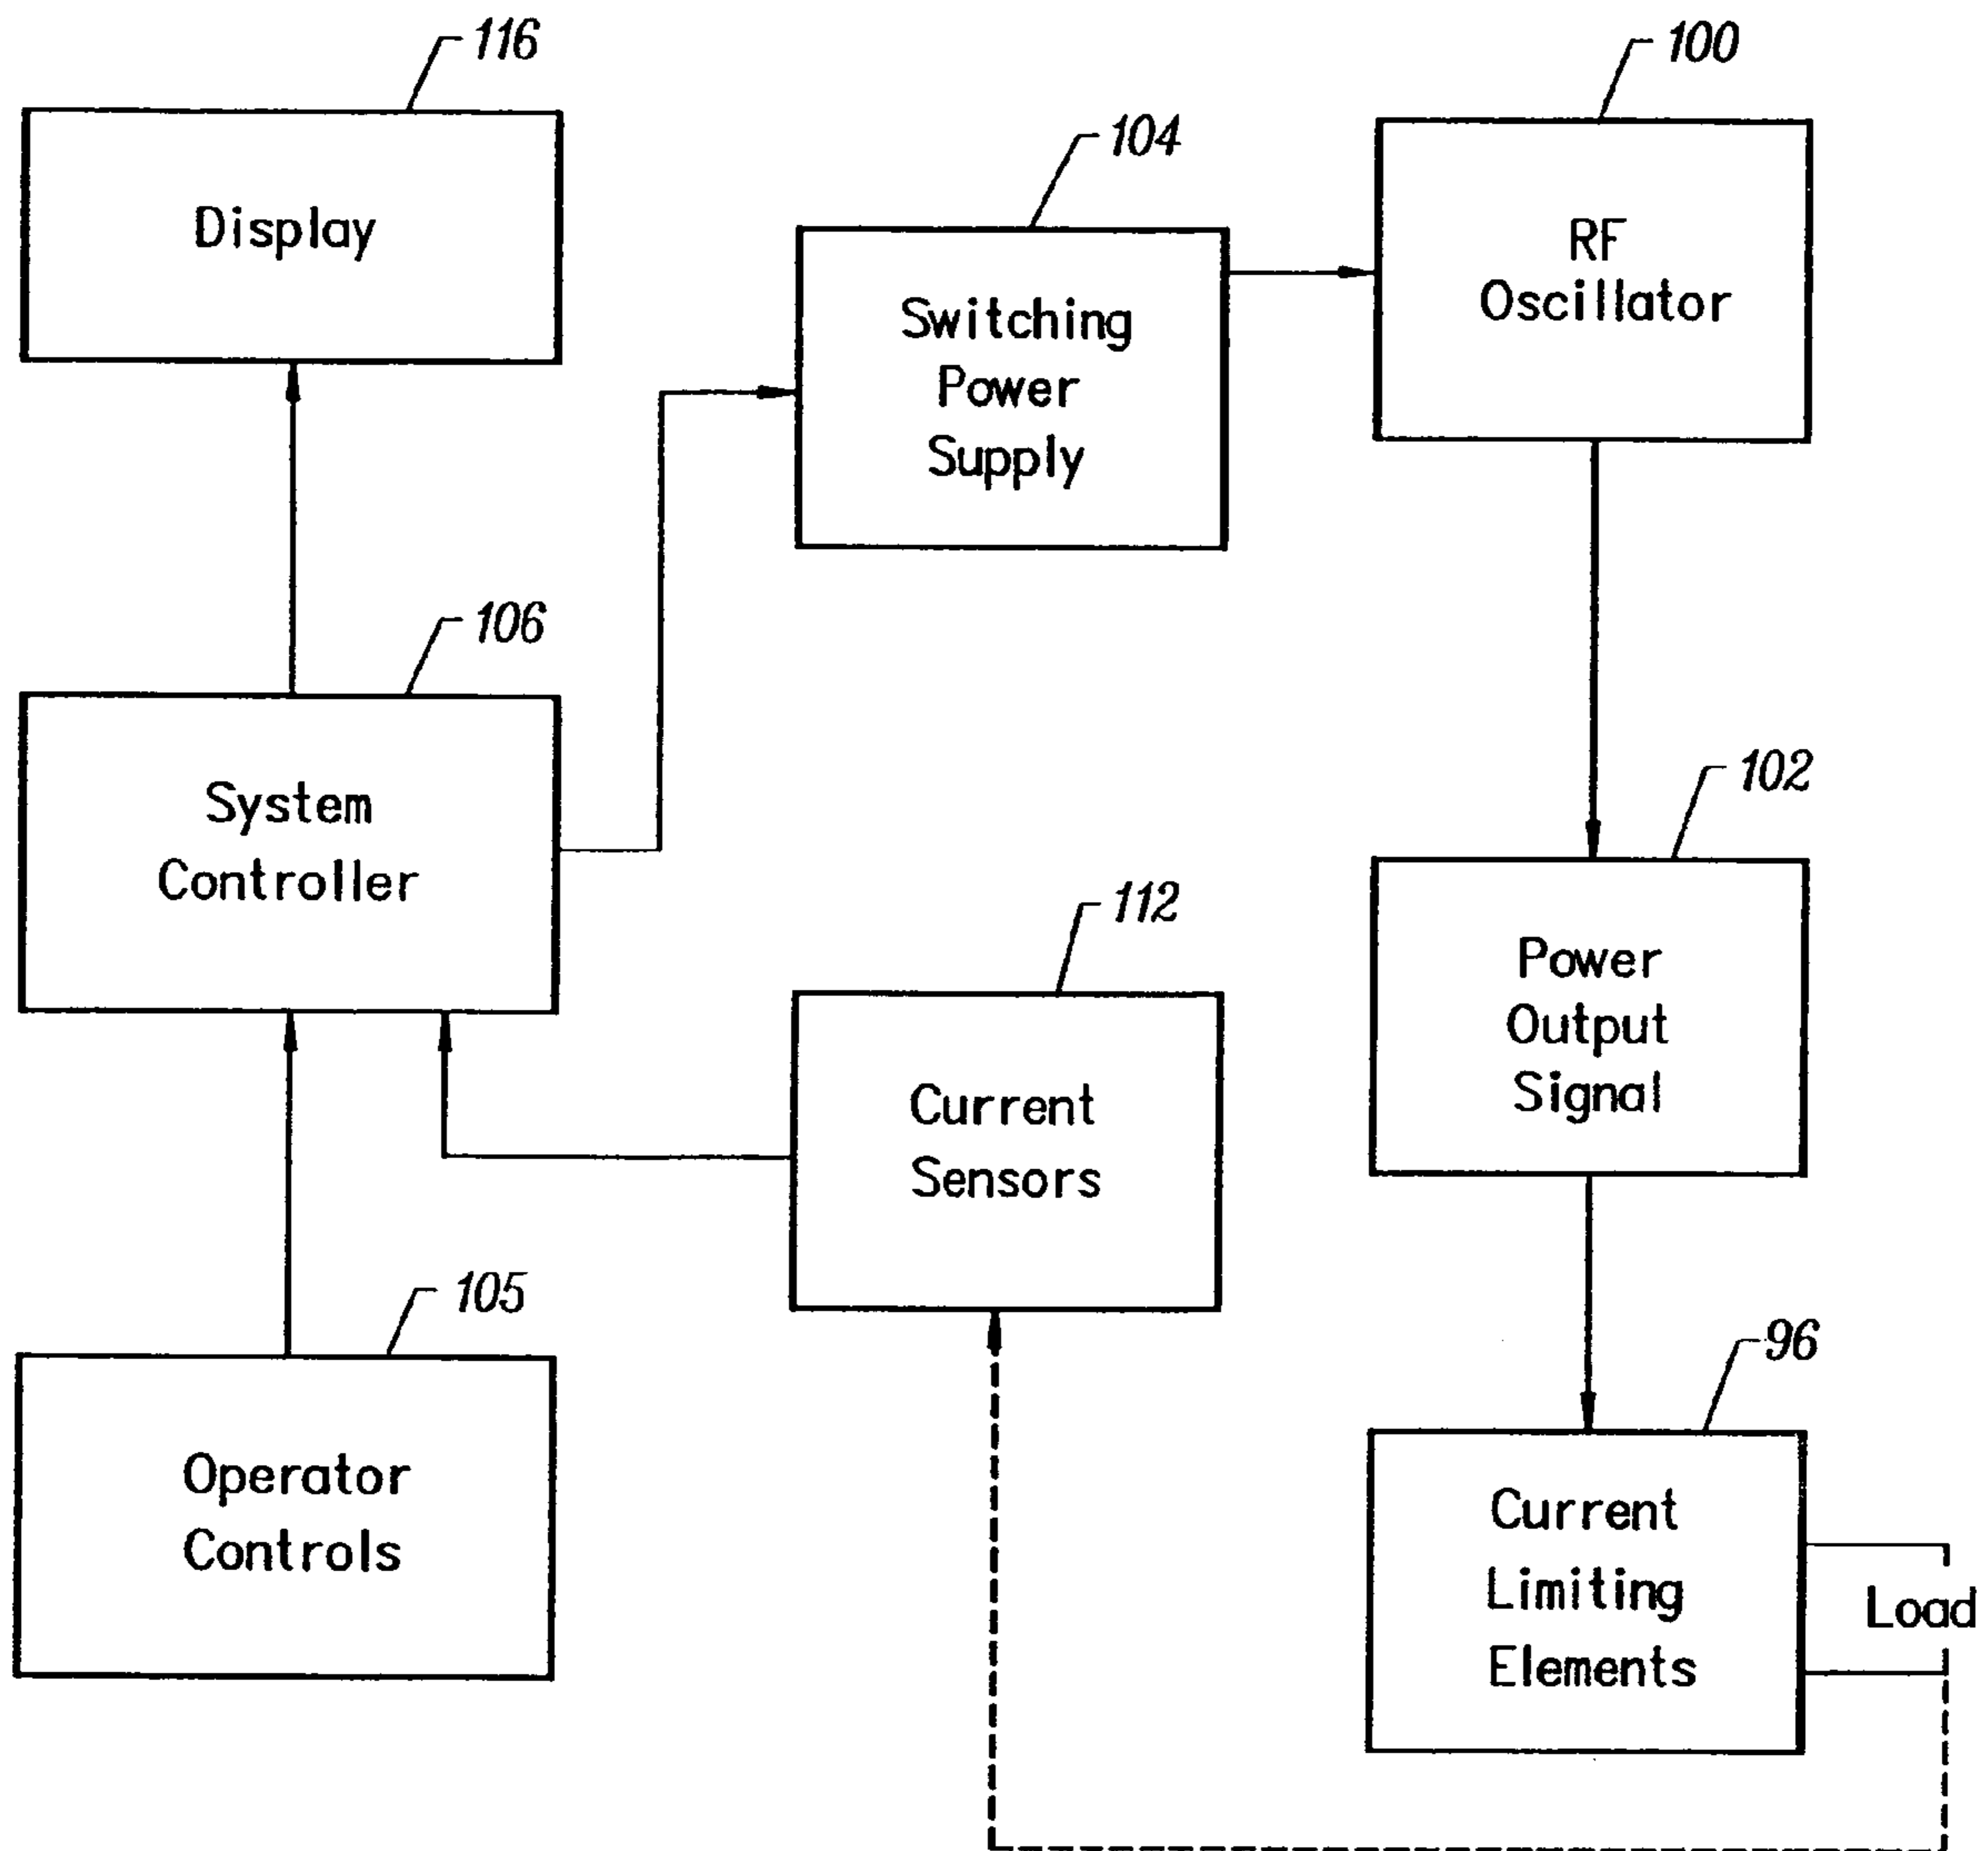 116
Display
104
Switching
Power
Supply
100
RF
Oscillator
106
System
Controller
112
Current
Sensors
102
Power
Output
Signal
105
Operator
Controls
96
Current
Limiting
Elements
Load